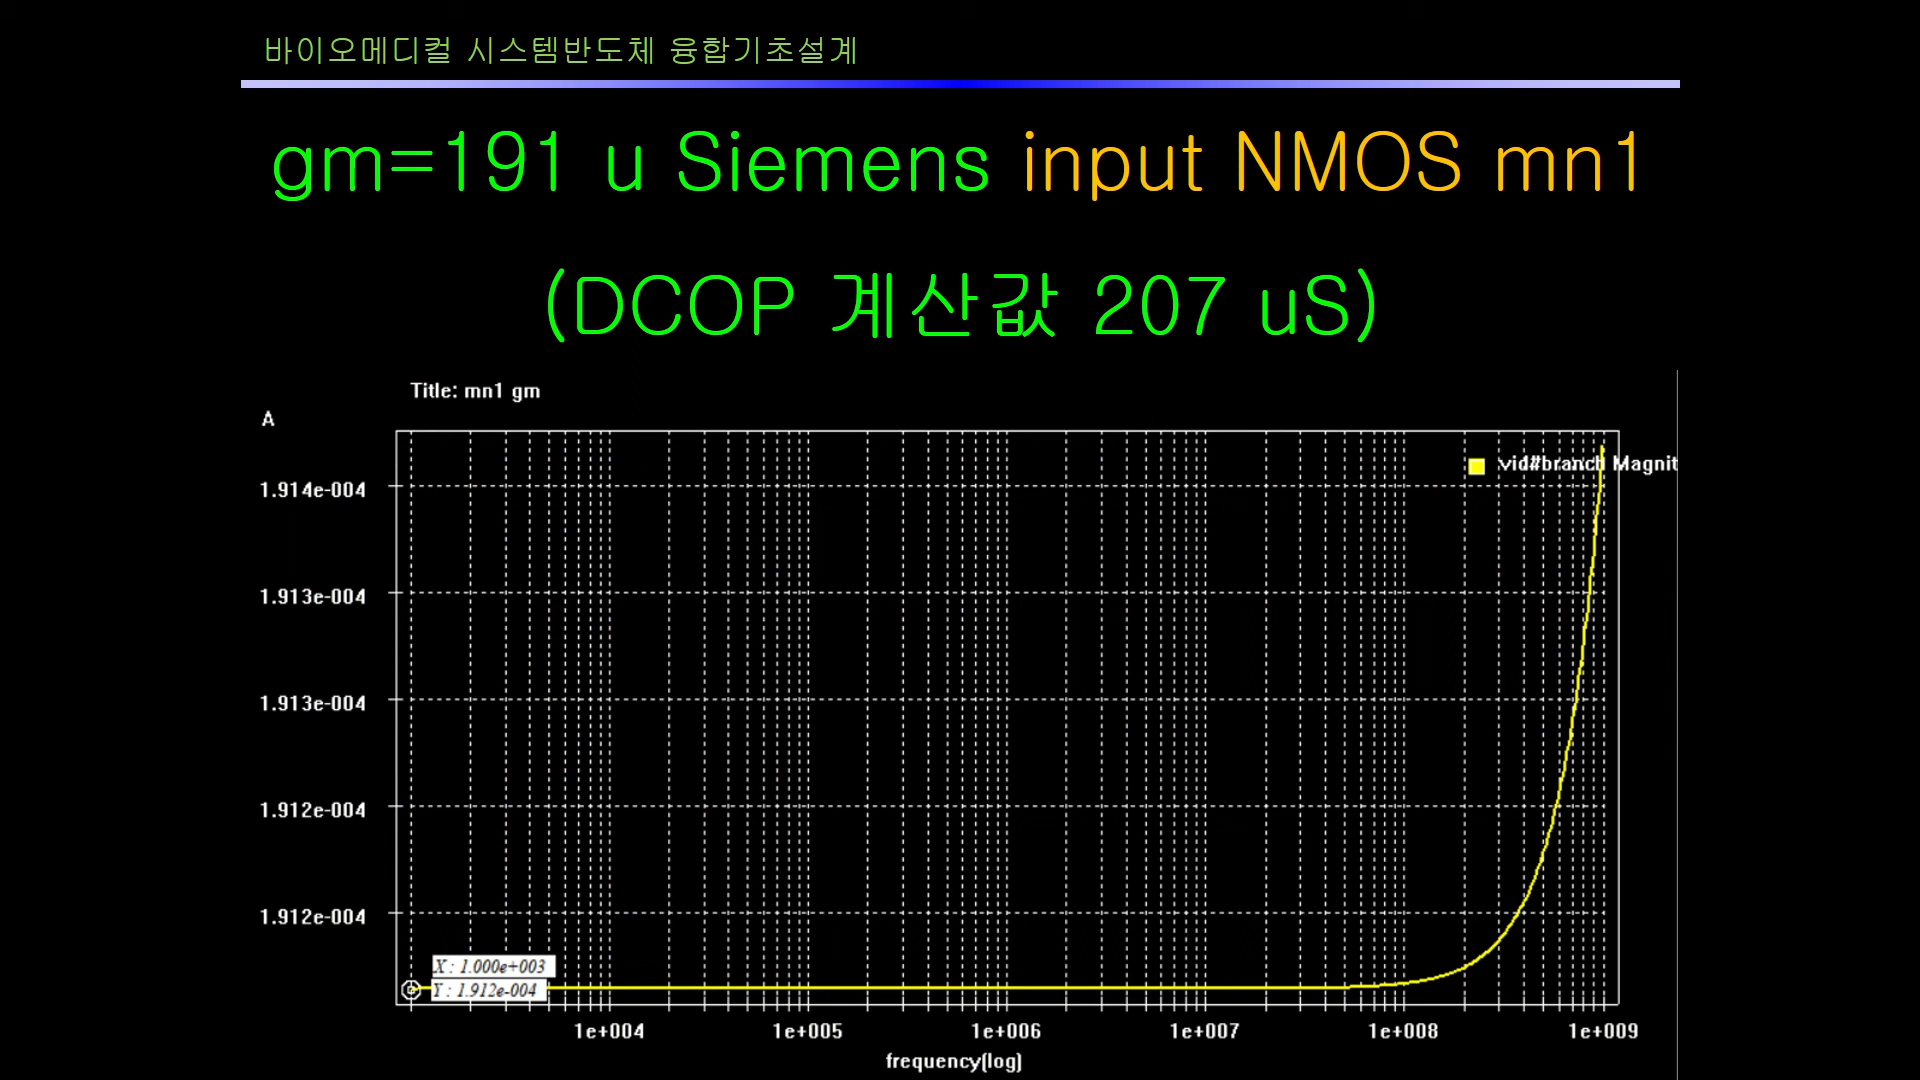 바이오메디컬 시스템반도체 융합기초설계
gm=191 u Siemens input NMOS mn1
(DCOP 계산값 207 uS)
Title: mn1 gm
A
vid#branch Magnit
1.914e-004
1.913e-004
1.913e-004
1.912e-004
1.912e-004
X : 1.000e+003
Y : 1.912e-004
1e+004 1e+005 1e+006 1e+007 1e+008 1e+009
frequency(log)